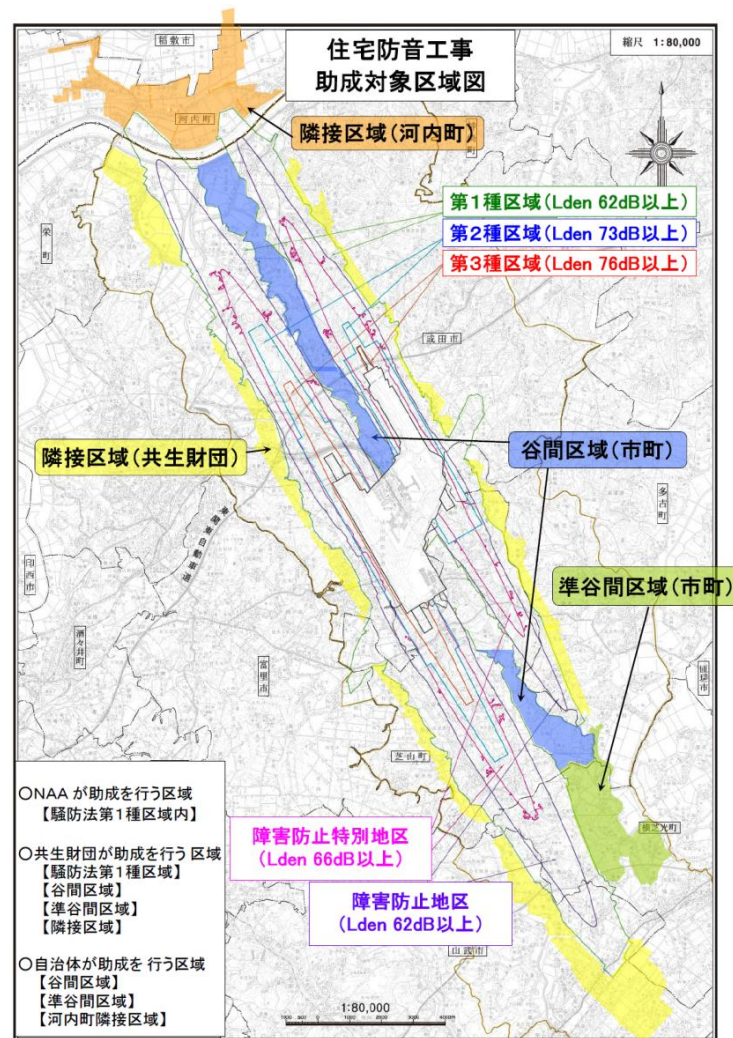 住宅防音工事
助成対象区域図
縮尺 1:80,000
稲敷市
河内町
隣接区域(河内町)
第1種区域(Lden 62dB以上)
第2種区域(Lden 73dB以上)
第3種区域(Lden 76dB以上)
栄町
成田市
隣接区域(共生財団)
谷間区域(市町)
多古町
東関東自動車道
印西市
準谷間区域(市町)
酒々井町
富里市
匝瑳市
芝山町
横芝光町
○NAAが助成を行う区域
【騒防法第1種区域内】
○共生財団が助成を行う区域
【騒防法第1種区域】
【谷間区域】
【準谷間区域】
【隣接区域】
○自治体が助成を行う区域
【谷間区域】
【準谷間区域】
【河内町隣接区域】
障害防止特別地区
(Lden 66dB以上)
障害防止地区
(Lden 62dB以上)
山武市
1:80,000